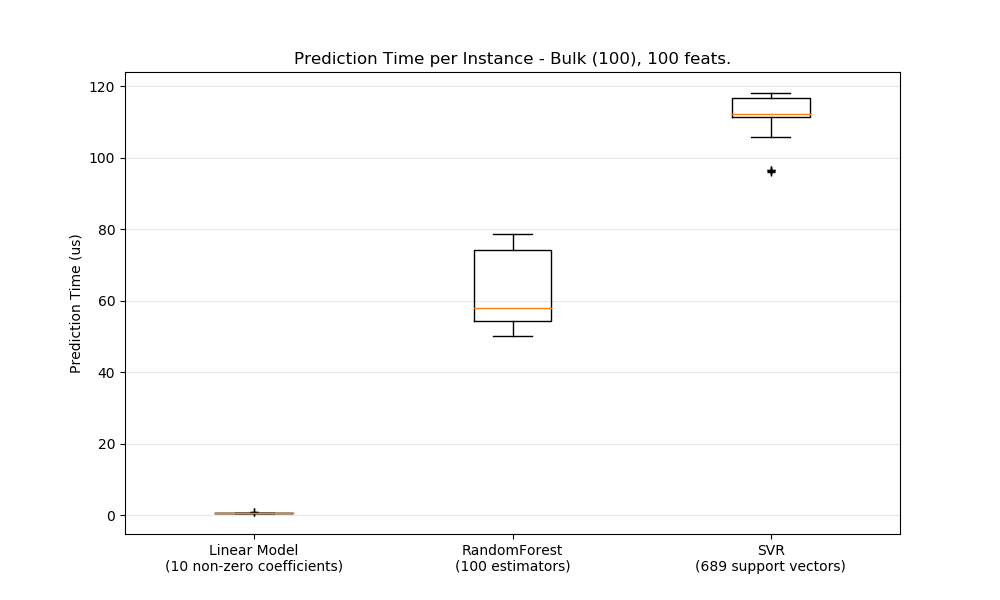 Prediction Time per Instance - Bulk (100), 100 feats.
Prediction Time (us)
120
100
80
60
40
20
0
Linear Model
(10 non-zero coefficients)
RandomForest
(100 estimators)
SVR
(689 support vectors)